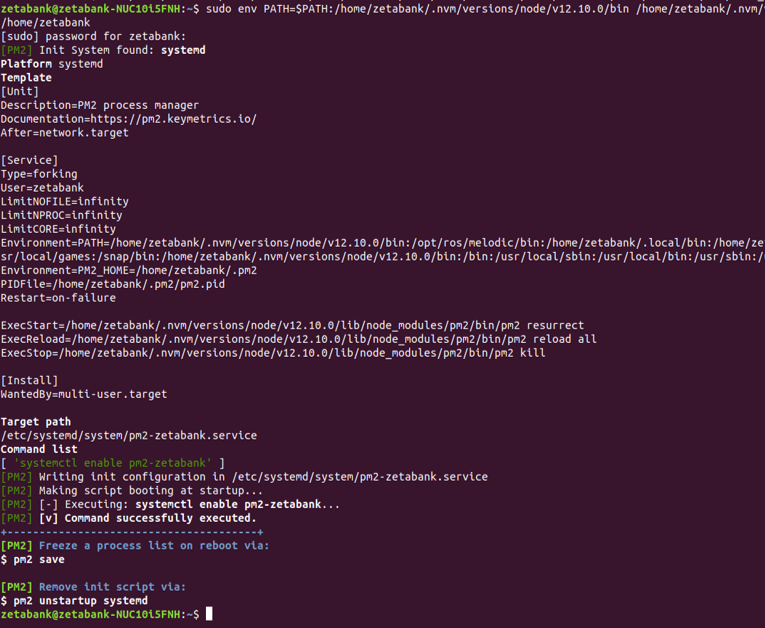 zetabank@zetabank-NUC10i5FNH:~$ sudo env PATH=$PATH:/home/zetabank/.nvm/versions/node/v12.10.0/bin /home/zetabank/.nvm/
/home/zetabank
[sudo] password for zetabank:
[PM2] Init System found: systemd
Platform systemd
Template
[Unit]
Description=PM2 process manager
Documentation=https://pm2.keymetrics.io/
After=network.target
[Service]
Type=forking
User=zetabank
LimitNOFILE=infinity
LimitNPROC=infinity
LimitCORE=infinity
Environment=PATH=/home/zetabank/.nvm/versions/node/v12.10.0/bin:/opt/ros/melodic/bin:/home/zetabank/.local/bin:/home/ze
sr/local/games:/snap/bin:/home/zetabank/.nvm/versions/node/v12.10.0/bin:/bin:/usr/local/sbin:/usr/local/bin:/usr/sbin:/
Environment=PM2_HOME=/home/zetabank/.pm2
PIDFile=/home/zetabank/.pm2/pm2.pid
Restart=on-failure
ExecStart=/home/zetabank/.nvm/versions/node/v12.10.0/lib/node_modules/pm2/bin/pm2 resurrect
ExecReload=/home/zetabank/.nvm/versions/node/v12.10.0/lib/node_modules/pm2/bin/pm2 reload all
ExecStop=/home/zetabank/.nvm/versions/node/v12.10.0/lib/node_modules/pm2/bin/pm2 kill
[Install]
WantedBy=multi-user.target
Target path
/etc/systemd/system/pm2-zetabank.service
Command list
[ 'systemctl enable pm2-zetabank' ]
[PM2] Writing init configuration in /etc/systemd/system/pm2-zetabank.service
[PM2] Making script booting at startup...
[PM2] [-] Executing: systemctl enable pm2-zetabank...
[PM2] [v] Command successfully executed.
+---------------------------------------+
[PM2] Freeze a process list on reboot via:
$ pm2 save
[PM2] Remove init script via:
$ pm2 unstartup systemd
zetabank@zetabank-NUC10i5FNH:~$